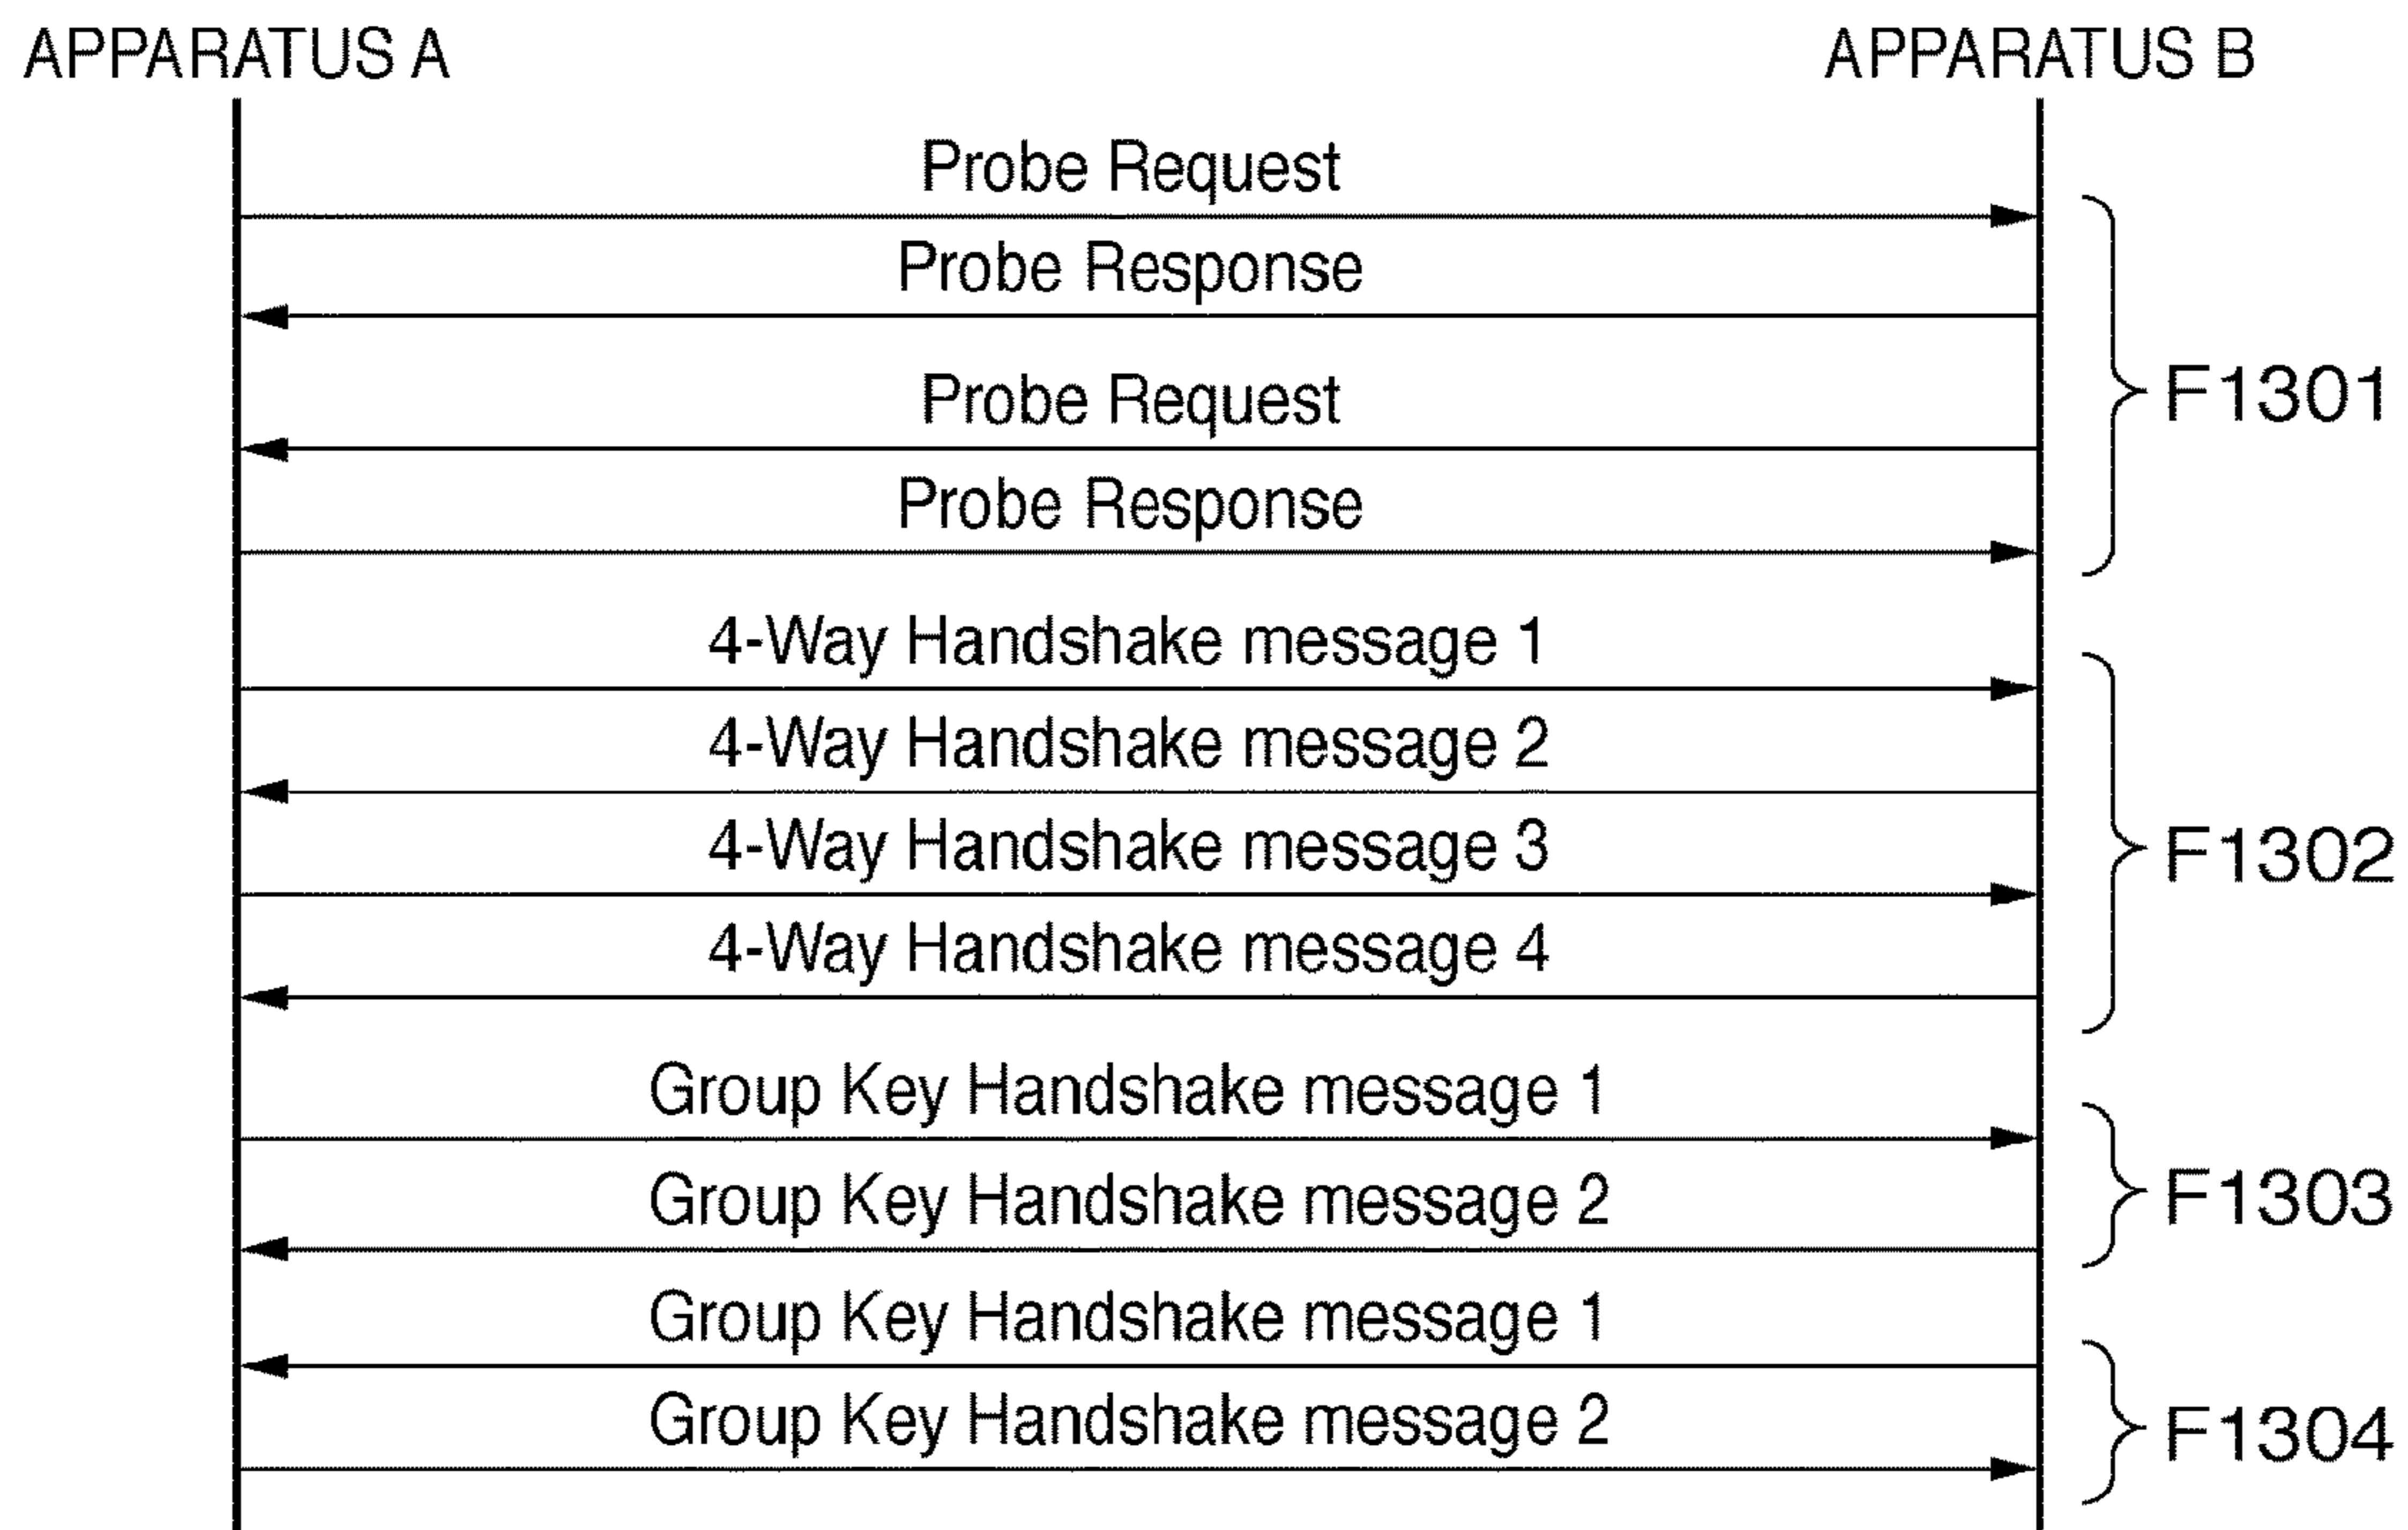 APPARATUS A
APPARATUS B
Probe Request
Probe Response
F1301
Probe Request
Probe Response
4-Way Handshake message 1
4-Way Handshake message 2
4-Way Handshake message 3
F1302
4-Way Handshake message 4
Group Key Handshake message 1
Group Key Handshake message 2
F1303
Group Key Handshake message 1
Group Key Handshake message 2
F1304